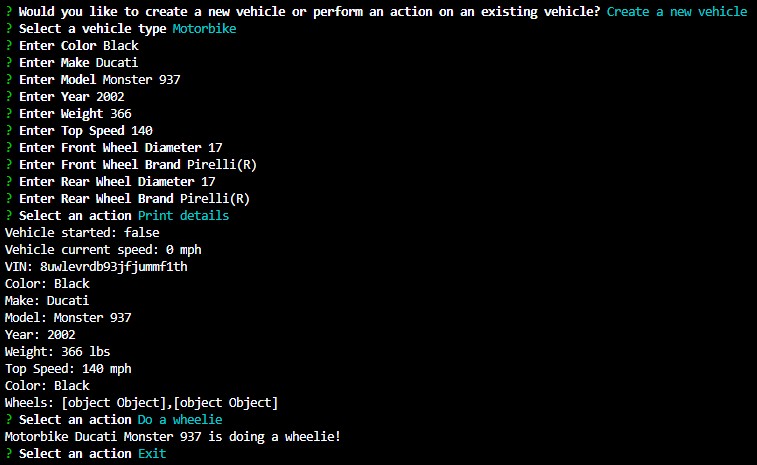 ? Would you like to create a new vehicle or perform an action on an existing vehicle? Create a new vehicle
? Select a vehicle type Motorbike
? Enter Color Black
? Enter Make Ducati
? Enter Model Monster 937
? Enter Year 2002
? Enter Weight 366
? Enter Top Speed 140
? Enter Front Wheel Diameter 17
? Enter Front Wheel Brand Pirelli(R)
? Enter Rear Wheel Diameter 17
? Enter Rear Wheel Brand Pirelli(R)
? Select an action Print details
Vehicle started: false
Vehicle current speed: 0 mph
VIN: 8uwlevrdb93jfjummf1th
Color: Black
Make: Ducati
Model: Monster 937
Year: 2002
Weight: 366 lbs
Top Speed: 140 mph
Color: Black
Wheels: [object Object],[object Object]
? Select an action Do a wheelie
Motorbike Ducati Monster 937 is doing a wheelie!
? Select an action Exit